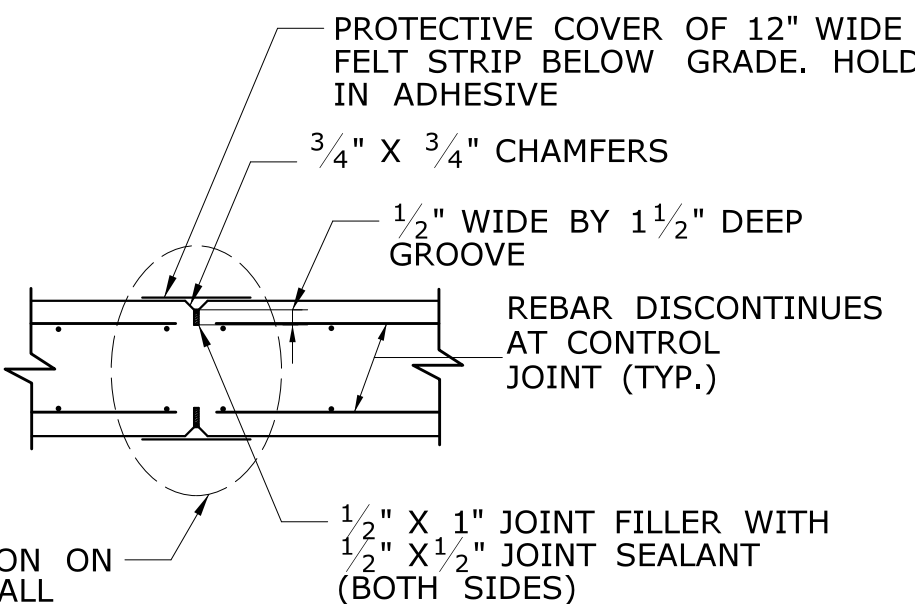 PROTECTIVE COVER OF 12" WIDE
FELT STRIP BELOW GRADE. HOLD
IN ADHESIVE
3/4" X 3/4" CHAMFERS
1/2" WIDE BY 1 1/2" DEEP
GROOVE
REBAR DISCONTINUES
AT CONTROL
JOINT (TYP.)
1/2" X 1" JOINT FILLER WITH
1/2" X 1/2" JOINT SEALANT
(BOTH SIDES)
ON ON
ALL